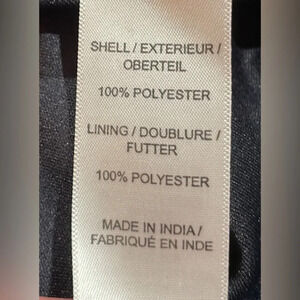 SHELL / EXTERIEUR /
OBERTEIL
100% POLYESTER
LINING / DOUBLURE /
FUTTER
100% POLYESTER
MADE IN INDIA /
FABRIQUÉ EN INDE